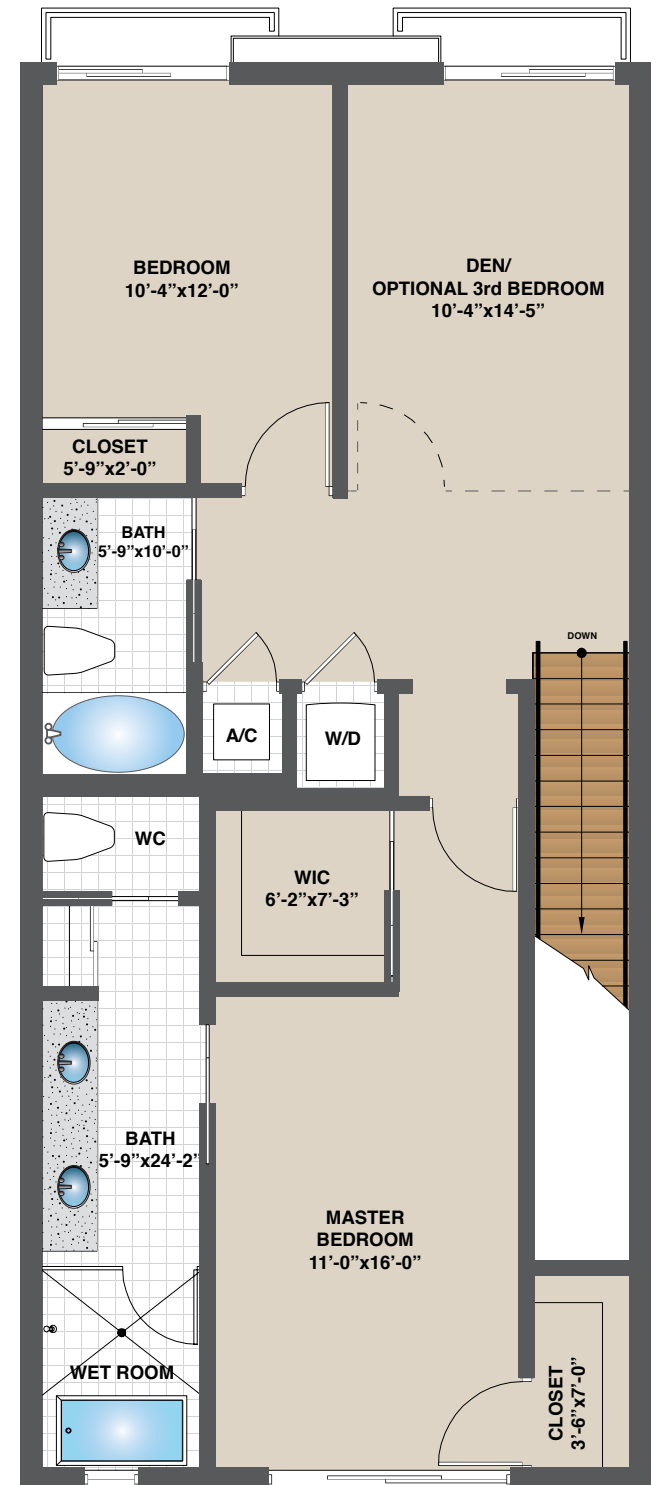 BEDROOM
10’-4”x12’-0”
DEN/
OPTIONAL 3rd BEDROOM
10’-4”x14’-5”
CLOSET
5’-9”x2’-0”
BATH
5’-9”x10’-0”
DOWN
A/C
W/D
WC
WIC
6’-2”x7’-3”
BATH
5’-9”x24’-2”
MASTER
BEDROOM
11’-0”x16’-0”
WET ROOM
CLOSET
3’-6”x7’-0”